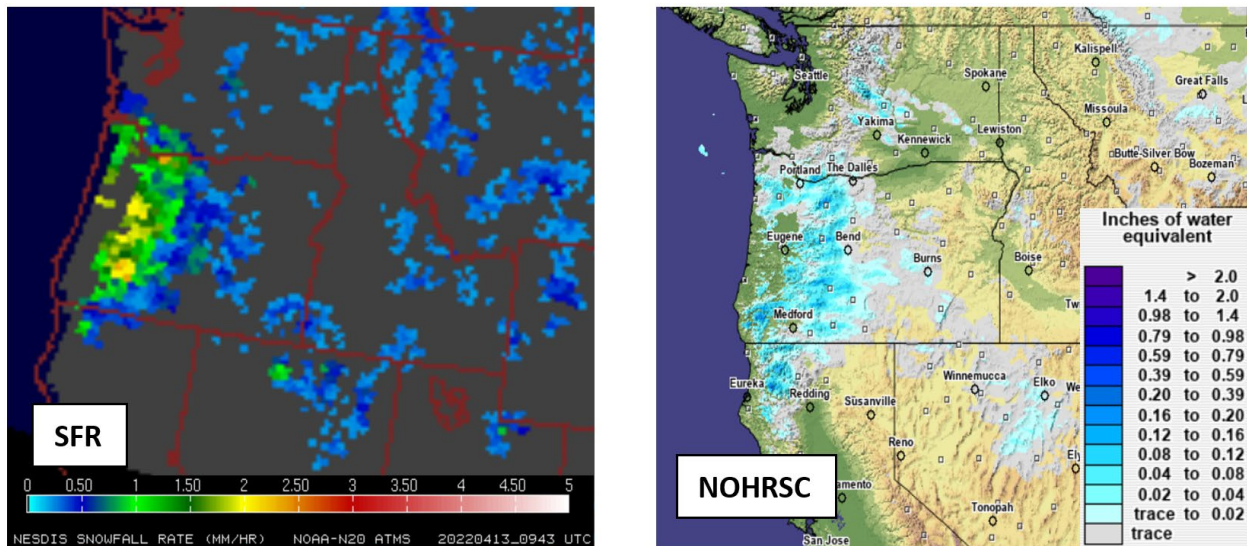 SFR
0 0.50 1 1.50 2 2.50 3 3.50 4 4.50 5
NESDIS SNOWFALL RATE (MM/HR) NOAA-N20 ATMS 20220413_0943 UTC
Kalispell
Seattle
Spokane
Great Falls
Missoula
Yakima
Kennewick
Lewiston
Butte-Silver Bow
Bozeman
Portland
The Dalles
Eugene
Bend
Burns
Boise
Tw
Medford
Eureka
Redding
Winnemucca
Elko
We
Susanville
Reno
Ely
NOHRSC
amento
Tonopah
San Jose
Inches of water
equivalent
> 2.0
1.4 to 2.0
0.98 to 1.4
0.79 to 0.98
0.59 to 0.79
0.39 to 0.59
0.20 to 0.39
0.16 to 0.20
0.12 to 0.16
0.08 to 0.12
0.04 to 0.08
0.02 to 0.04
trace to 0.02
trace